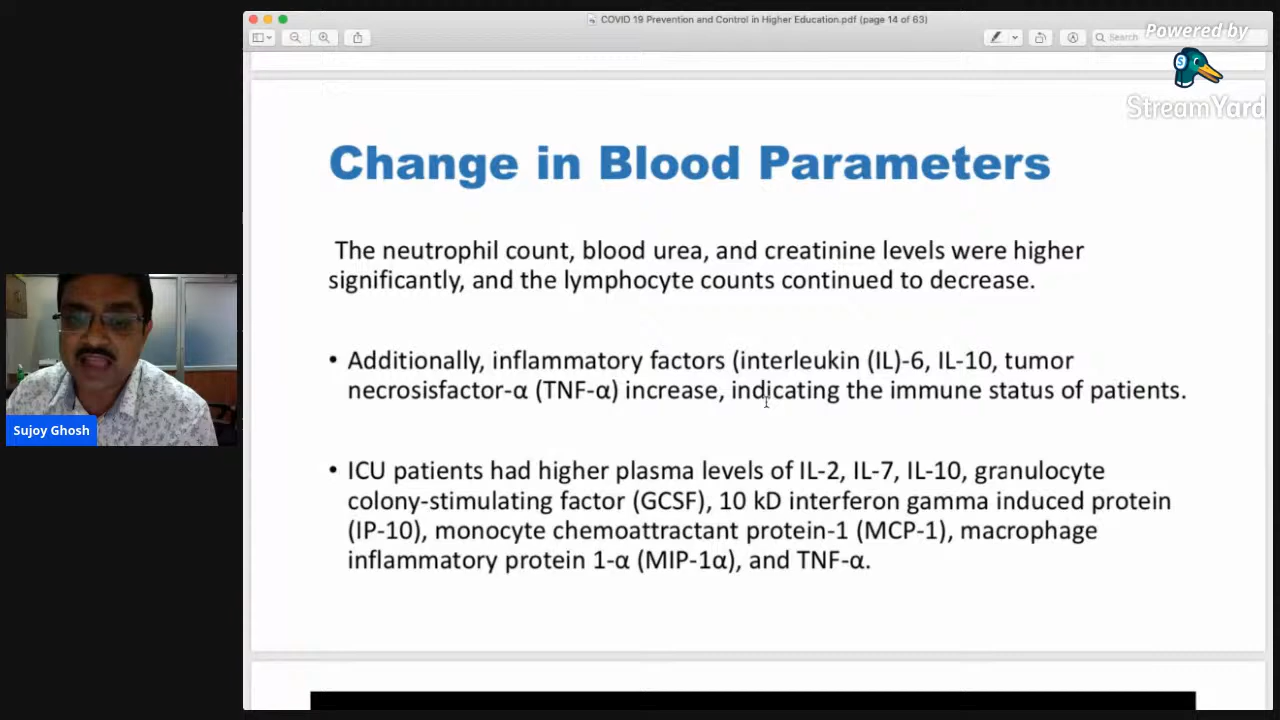 COVID 19 Prevention and Control in Higher Education.pdf (page 14 of 63)
Search
Powered by
S
StreamYard
Change in Blood Parameters
The neutrophil count, blood urea, and creatinine levels were higher
significantly, and the lymphocyte counts continued to decrease.
• Additionally, inflammatory factors (interleukin (IL)-6, IL-10, tumor
necrosisfactor-α (TNF-α) increase, indicating the immune status of patients.
• ICU patients had higher plasma levels of IL-2, IL-7, IL-10, granulocyte
colony-stimulating factor (GCSF), 10 kD interferon gamma induced protein
(IP-10), monocyte chemoattractant protein-1 (MCP-1), macrophage
inflammatory protein 1-α (MIP-1α), and TNF-α.
Sujoy Ghosh